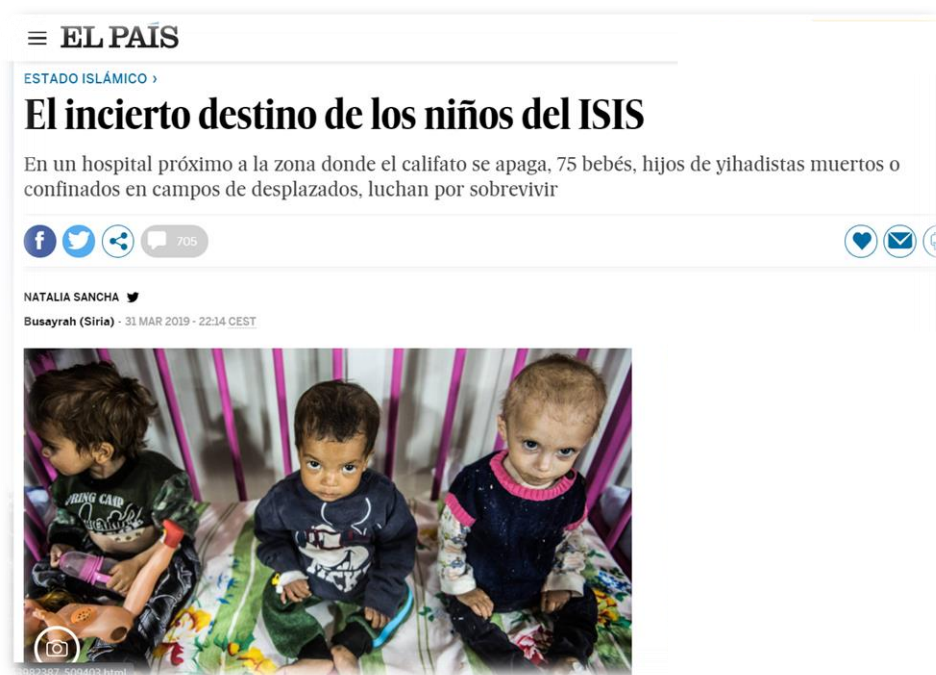 EL PAÍS
ESTADO ISLÁMICO ›
El incierto destino de los niños del ISIS
En un hospital próximo a la zona donde el califato se apaga, 75 bebés, hijos de yihadistas muertos o
confinados en campos de desplazados, luchan por sobrevivir
705
NATALIA SANCHA
Busayrah (Siria) - 31 MAR 2019 - 22:14 CEST